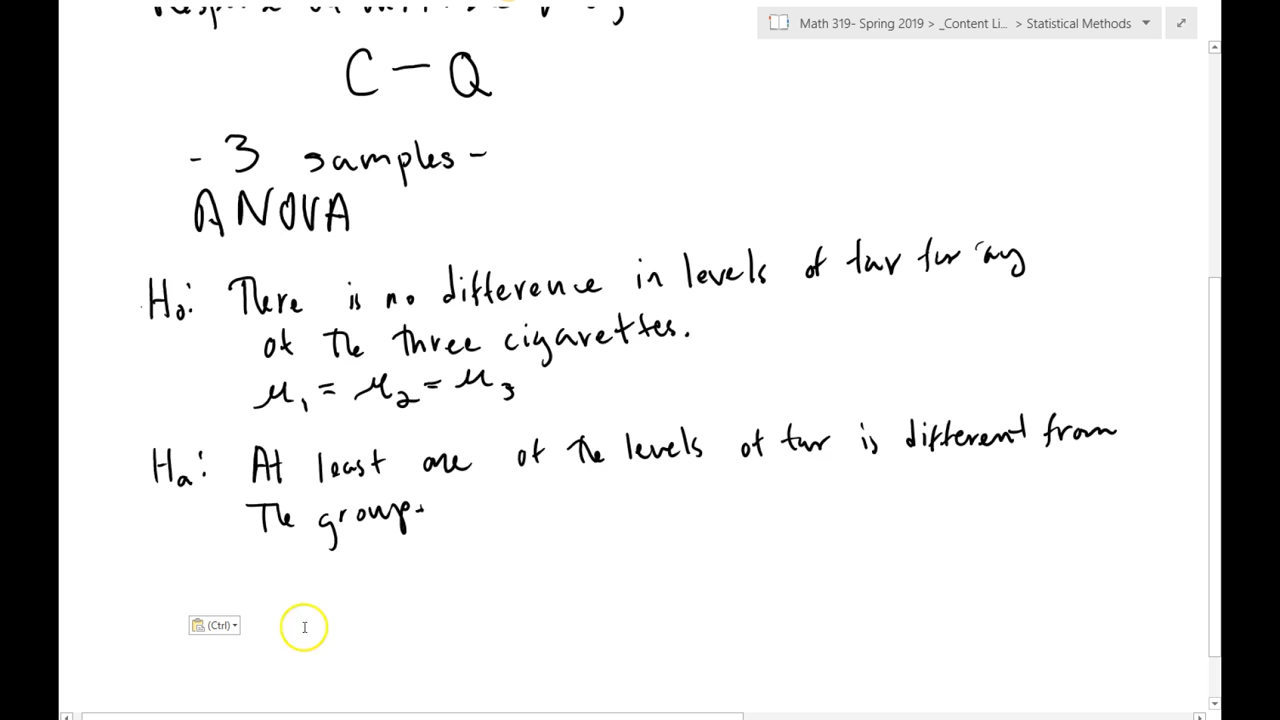 Math 319- Spring 2019 > _Content Li... > Statistical Methods
C - Q
- 3 samples -
ANOVA
H₀: There is no difference in levels of tar for any
of the three cigarettes.
μ₁ = μ₂ = μ₃
Hₐ: At least one of the levels of tar is different from
the group.
(Ctrl)